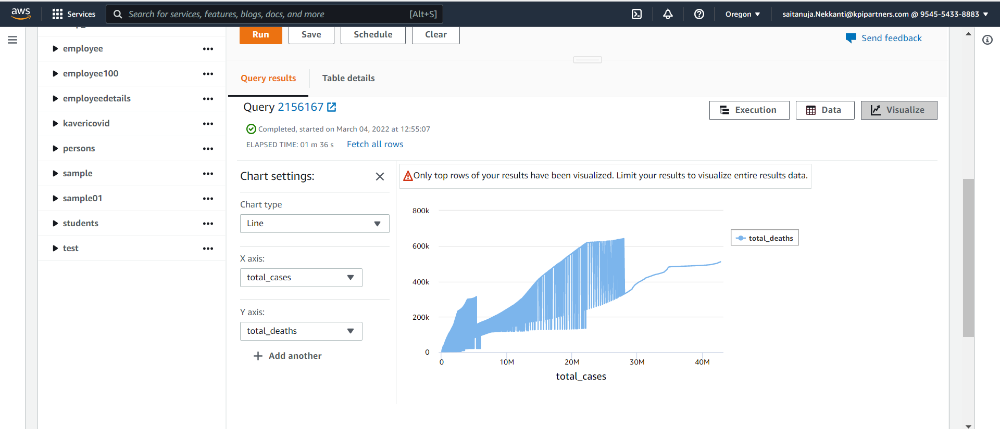 aws
Services
Search for services, features, blogs, docs, and more
[Alt+S]
Oregon
saitanuja.Nekkanti@kpipartners.com @ 9545-5433-8883
employee
employee100
employeedetails
kavericovid
persons
sample
sample01
students
test
Run
Save
Schedule
Clear
Send feedback
Query results
Table details
Query 2156167
Execution
Data
Visualize
Completed, started on March 04, 2022 at 12:55:07
ELAPSED TIME: 01 m 36 s
Fetch all rows
Chart settings:
Chart type
Line
X axis:
total_cases
Y axis:
total_deaths
Add another
Only top rows of your results have been visualized. Limit your results to visualize entire results data.
800k
600k
400k
200k
0
0
10M
20M
30M
40M
total_cases
total_deaths